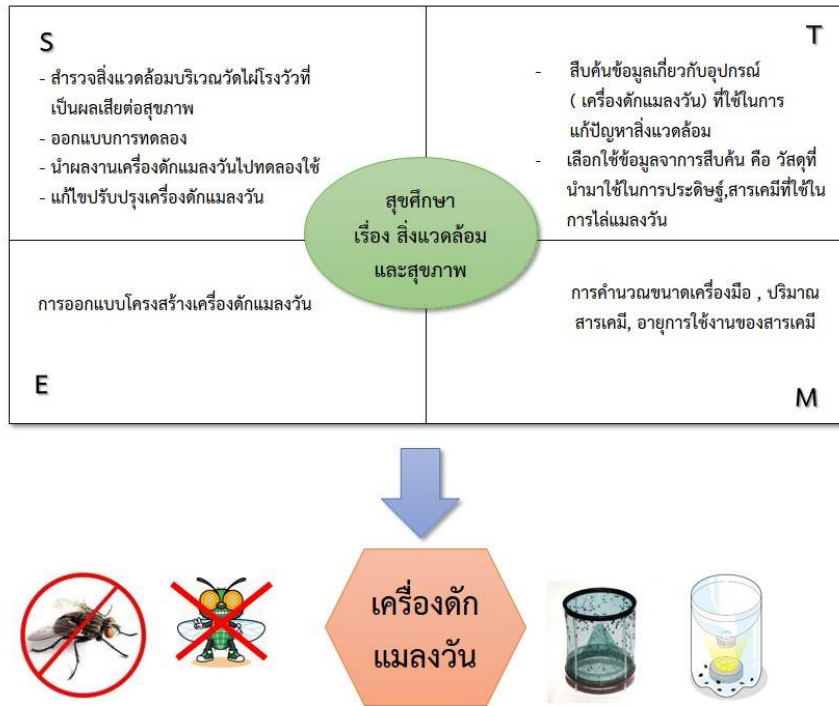 S
- สำรวจสิ่งแวดล้อมบริเวณวัดไผ่โรงวัวที่
เป็นผลเสียต่อสุขภาพ
- ออกแบบการทดลอง
- นำผลงานเครื่องดักแมลงวันไปทดลองใช้
- แก้ไขปรับปรุงเครื่องดักแมลงวัน
T
- สืบค้นข้อมูลเกี่ยวกับอุปกรณ์
( เครื่องดักแมลงวัน) ที่ใช้ในการ
แก้ปัญหาสิ่งแวดล้อม
- เลือกใช้ข้อมูลจาการสืบค้น คือ วัสดุที่
นำมาใช้ในการประดิษฐ์,สารเคมีที่ใช้ใน
การไล่แมลงวัน
สุขศึกษา
เรื่อง สิ่งแวดล้อม
และสุขภาพ
การออกแบบโครงสร้างเครื่องดักแมลงวัน
E
การคำนวณขนาดเครื่องมือ , ปริมาณ
สารเคมี, อายุการใช้งานของสารเคมี
M
เครื่องดัก
แมลงวัน